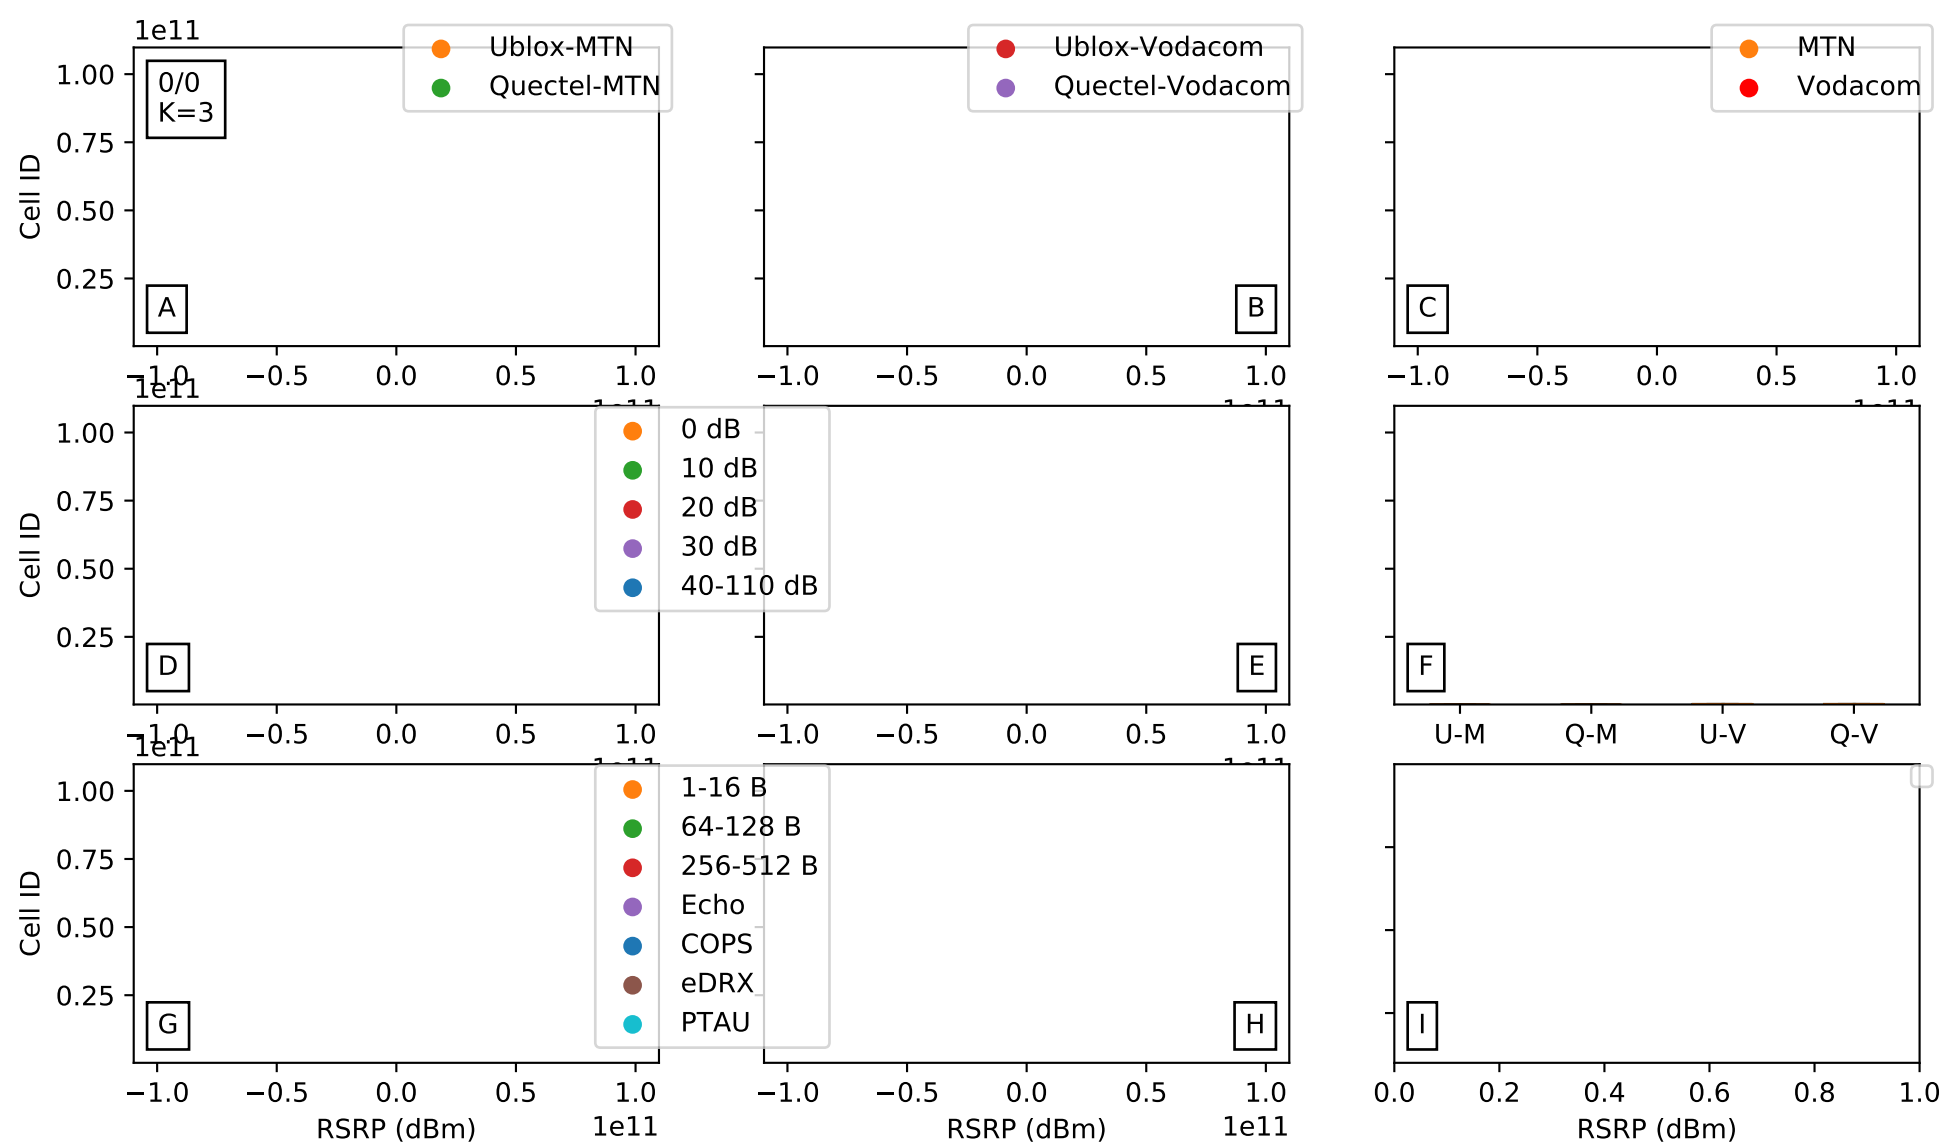 1e11
Ublox-MTN
Quectel-MTN
Ublox-Vodacom
Quectel-Vodacom
MTN
Vodacom
0/0
K=3
Cell ID
1.00
0.75
0.50
0.25
A
B
C
−1.0 −0.5 0.0 0.5 1.0
−1.0 −0.5 0.0 0.5 1.0
−1.0 −0.5 0.0 0.5 1.0
1e11
1e11
1e11
1e11
Cell ID
1.00
0.75
0.50
0.25
0 dB
10 dB
20 dB
30 dB
40-110 dB
D
E
F
−1.0 −0.5 0.0 0.5 1.0
−1.0 −0.5 0.0 0.5 1.0
U-M Q-M U-V Q-V
1e11
1e11
1e11
Cell ID
1.00
0.75
0.50
0.25
1-16 B
64-128 B
256-512 B
Echo
COPS
eDRX
PTAU
G
H
I
−1.0 −0.5 0.0 0.5 1.0
−1.0 −0.5 0.0 0.5 1.0
0.0 0.2 0.4 0.6 0.8 1.0
RSRP (dBm)
1e11
RSRP (dBm)
1e11
RSRP (dBm)